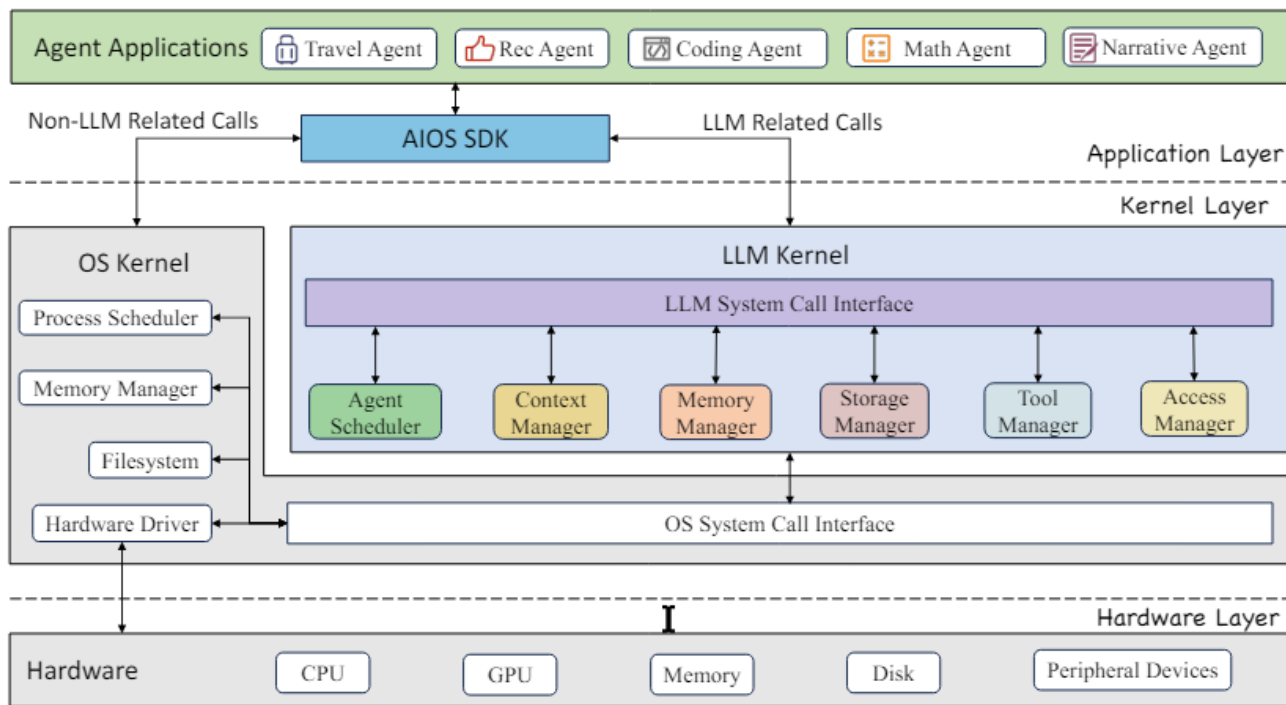 Agent Applications
Travel Agent
Rec Agent
Coding Agent
Math Agent
Narrative Agent
Non-LLM Related Calls
AIOS SDK
LLM Related Calls
Application Layer
Kernel Layer
OS Kernel
LLM Kernel
LLM System Call Interface
Process Scheduler
Memory Manager
Filesystem
Hardware Driver
Agent
Scheduler
Context
Manager
Memory
Manager
Storage
Manager
Tool
Manager
Access
Manager
OS System Call Interface
Hardware Layer
Hardware
CPU
GPU
Memory
Disk
Peripheral Devices